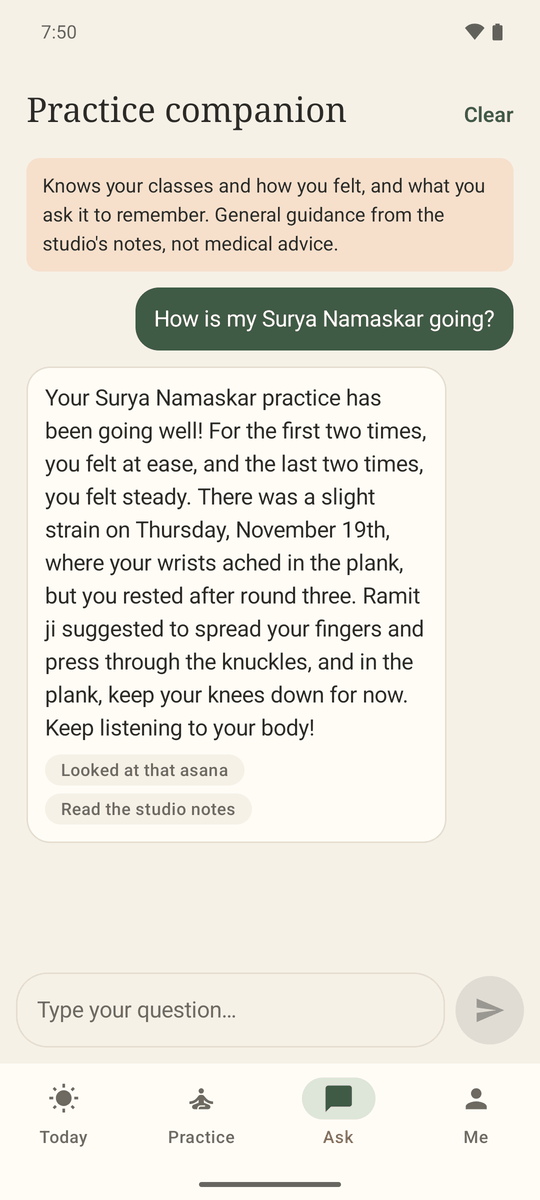 7:50
Practice companion
Clear
Knows your classes and how you felt, and what you
ask it to remember. General guidance from the
studio's notes, not medical advice.
How is my Surya Namaskar going?
Your Surya Namaskar practice has
been going well! For the first two times,
you felt at ease, and the last two times,
you felt steady. There was a slight
strain on Thursday, November 19th,
where your wrists ached in the plank,
but you rested after round three. Ramit
ji suggested to spread your fingers and
press through the knuckles, and in the
plank, keep your knees down for now.
Keep listening to your body!
Looked at that asana
Read the studio notes
Type your question…
Today
Practice
Ask
Me